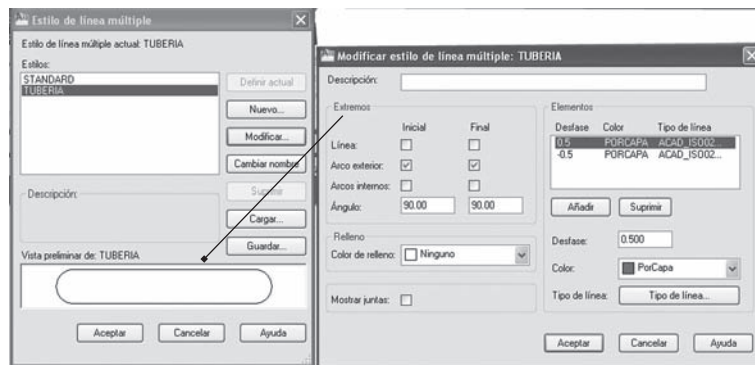 Estilo de línea múltiple
Estilo de línea múltiple actual: TUBERIA
Estilos:
STANDARD
TUBERIA
Definir actual
Nuevo...
Modificar...
Cambiar nombre
Suprimir
Cargar...
Guardar...
Descripción:
Vista preliminar de: TUBERIA
Aceptar
Cancelar
Ayuda
Modificar estilo de línea múltiple: TUBERIA
Descripción:
Extremos
Inicial Final
Línea:
Arco exterior:
Arcos internos:
Ángulo: 90.00 90.00
Relleno
Color de relleno: Ninguno
Mostrar juntas:
Elementos
Desfase Color Tipo de línea
0.5 PORCAPA ACAD_ISO02...
-0.5 PORCAPA ACAD_ISO02...
Añadir Suprimir
Desfase: 0.500
Color: PorCapa
Tipo de línea: Tipo de línea...
Aceptar Cancelar Ayuda